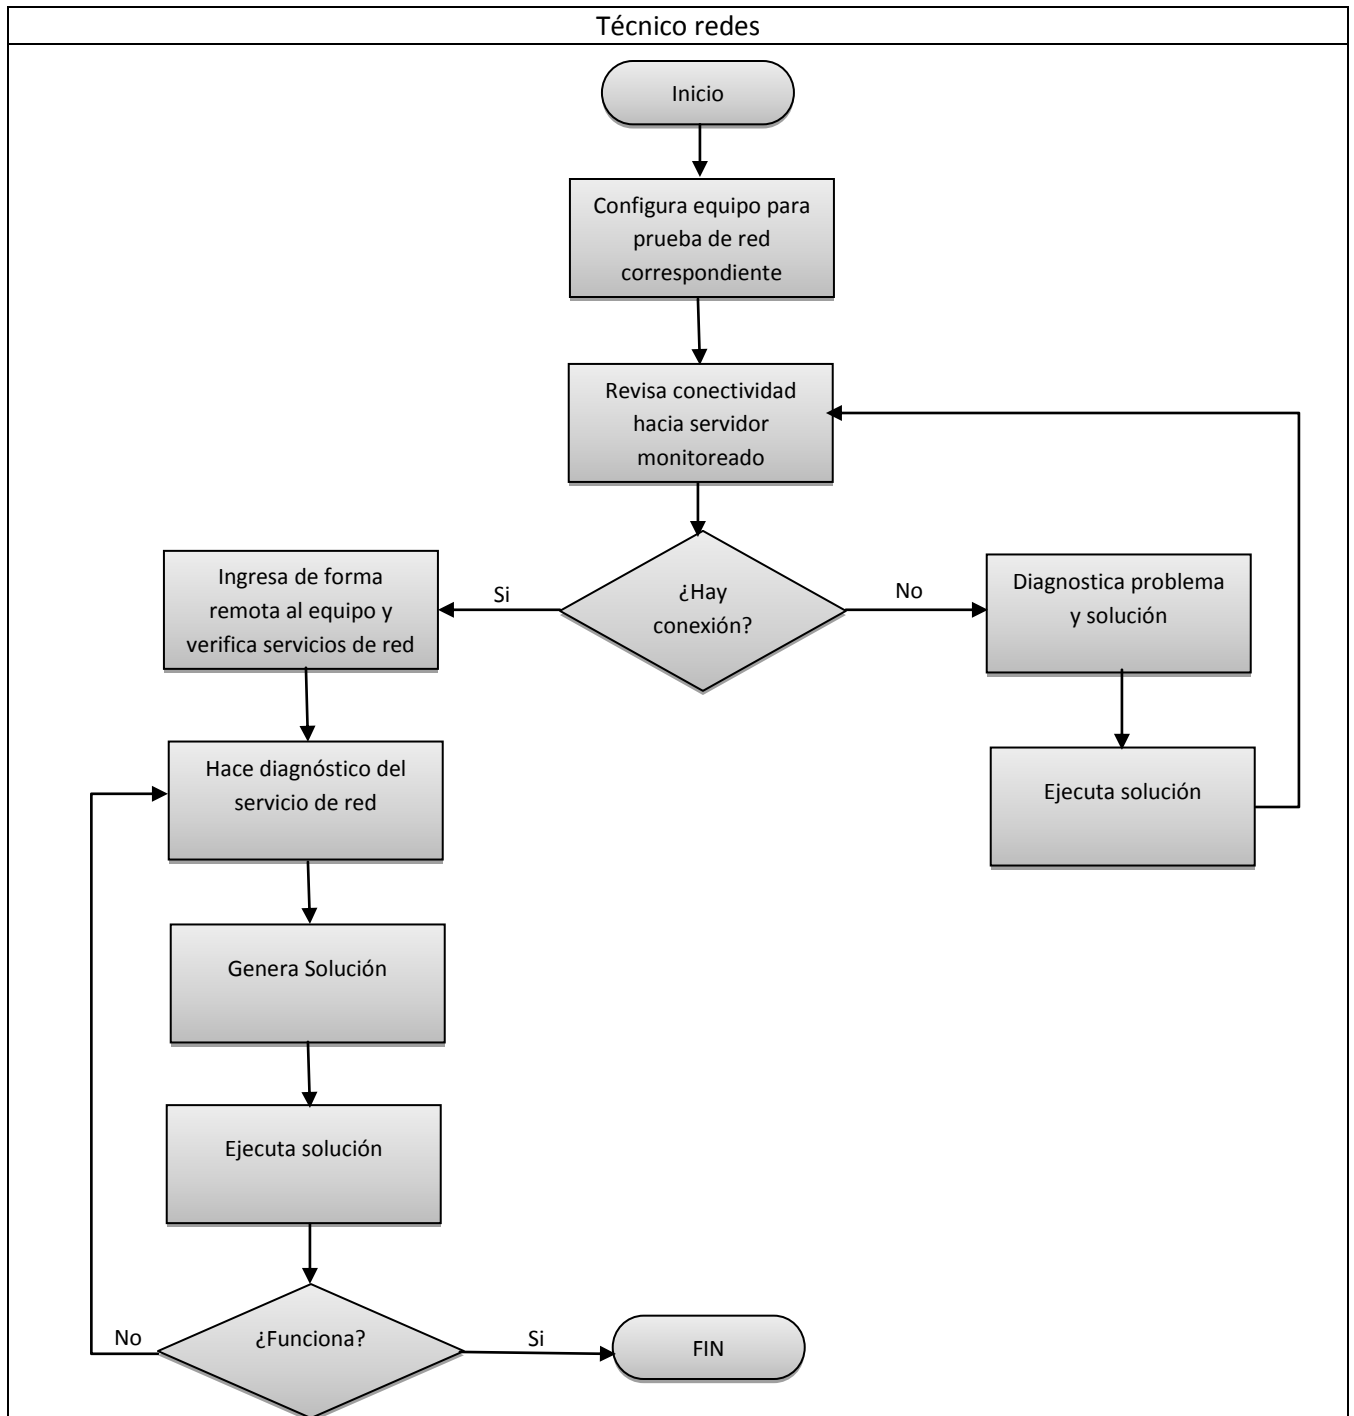 Técnico redes
Inicio
Configura equipo para
prueba de red
correspondiente
Revisa conectividad
hacia servidor
monitoreado
¿Hay
conexión?
Si
No
Ingresa de forma
remota al equipo y
verifica servicios de red
Diagnostica problema
y solución
Hace diagnóstico del
servicio de red
Ejecuta solución
Genera Solución
Ejecuta solución
¿Funciona?
No
Si
FIN